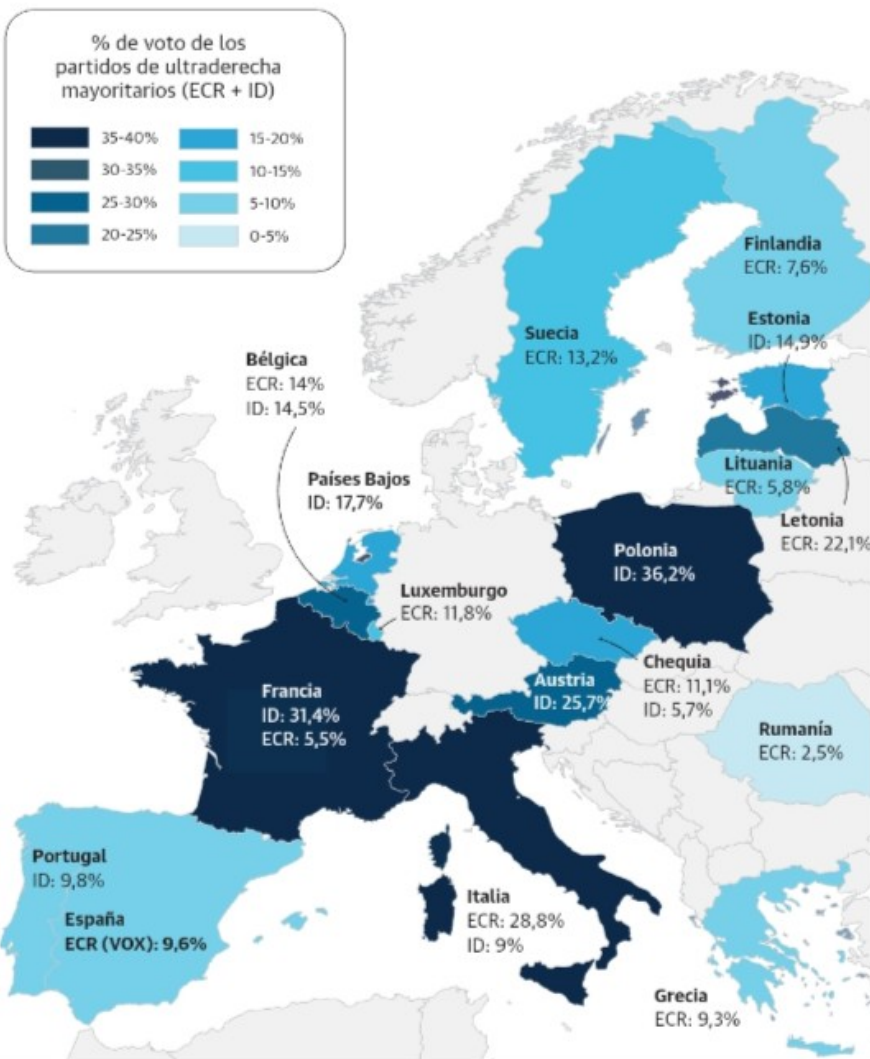 % de voto de los
partidos de ultraderecha
mayoritarios (ECR + ID)
35-40%
30-35%
25-30%
20-25%
15-20%
10-15%
5-10%
0-5%
Finlandia
ECR: 7,6%
Estonia
ID: 14,9%
Suecia
ECR: 13,2%
Bélgica
ECR: 14%
ID: 14,5%
Países Bajos
ID: 17,7%
Lituania
ECR: 5,8%
Letonia
ECR: 22,1%
Polonia
ID: 36,2%
Luxemburgo
ECR: 11,8%
Chequia
ECR: 11,1%
ID: 5,7%
Austria
ID: 25,7%
Francia
ID: 31,4%
ECR: 5,5%
Rumanía
ECR: 2,5%
Portugal
ID: 9,8%
España
ECR (VOX): 9,6%
Italia
ECR: 28,8%
ID: 9%
Grecia
ECR: 9,3%